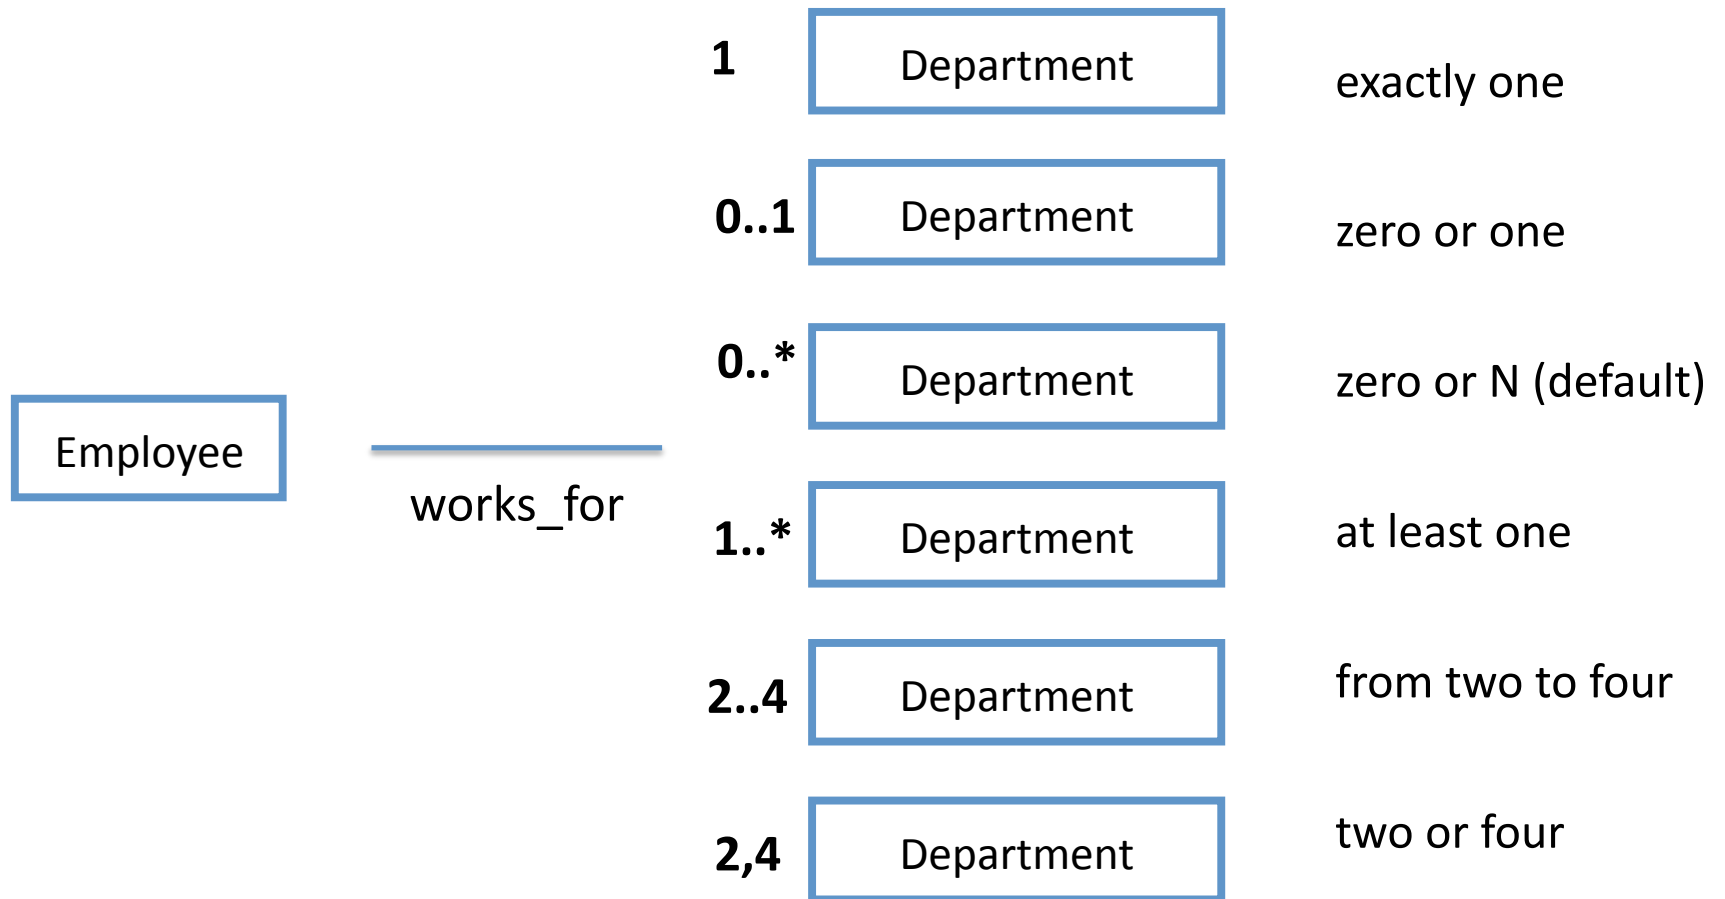 1 Department exactly one
0..1 Department zero or one
0..* Department zero or N (default)
Employee
works_for
1..* Department at least one
2..4 Department from two to four
2,4 Department two or four